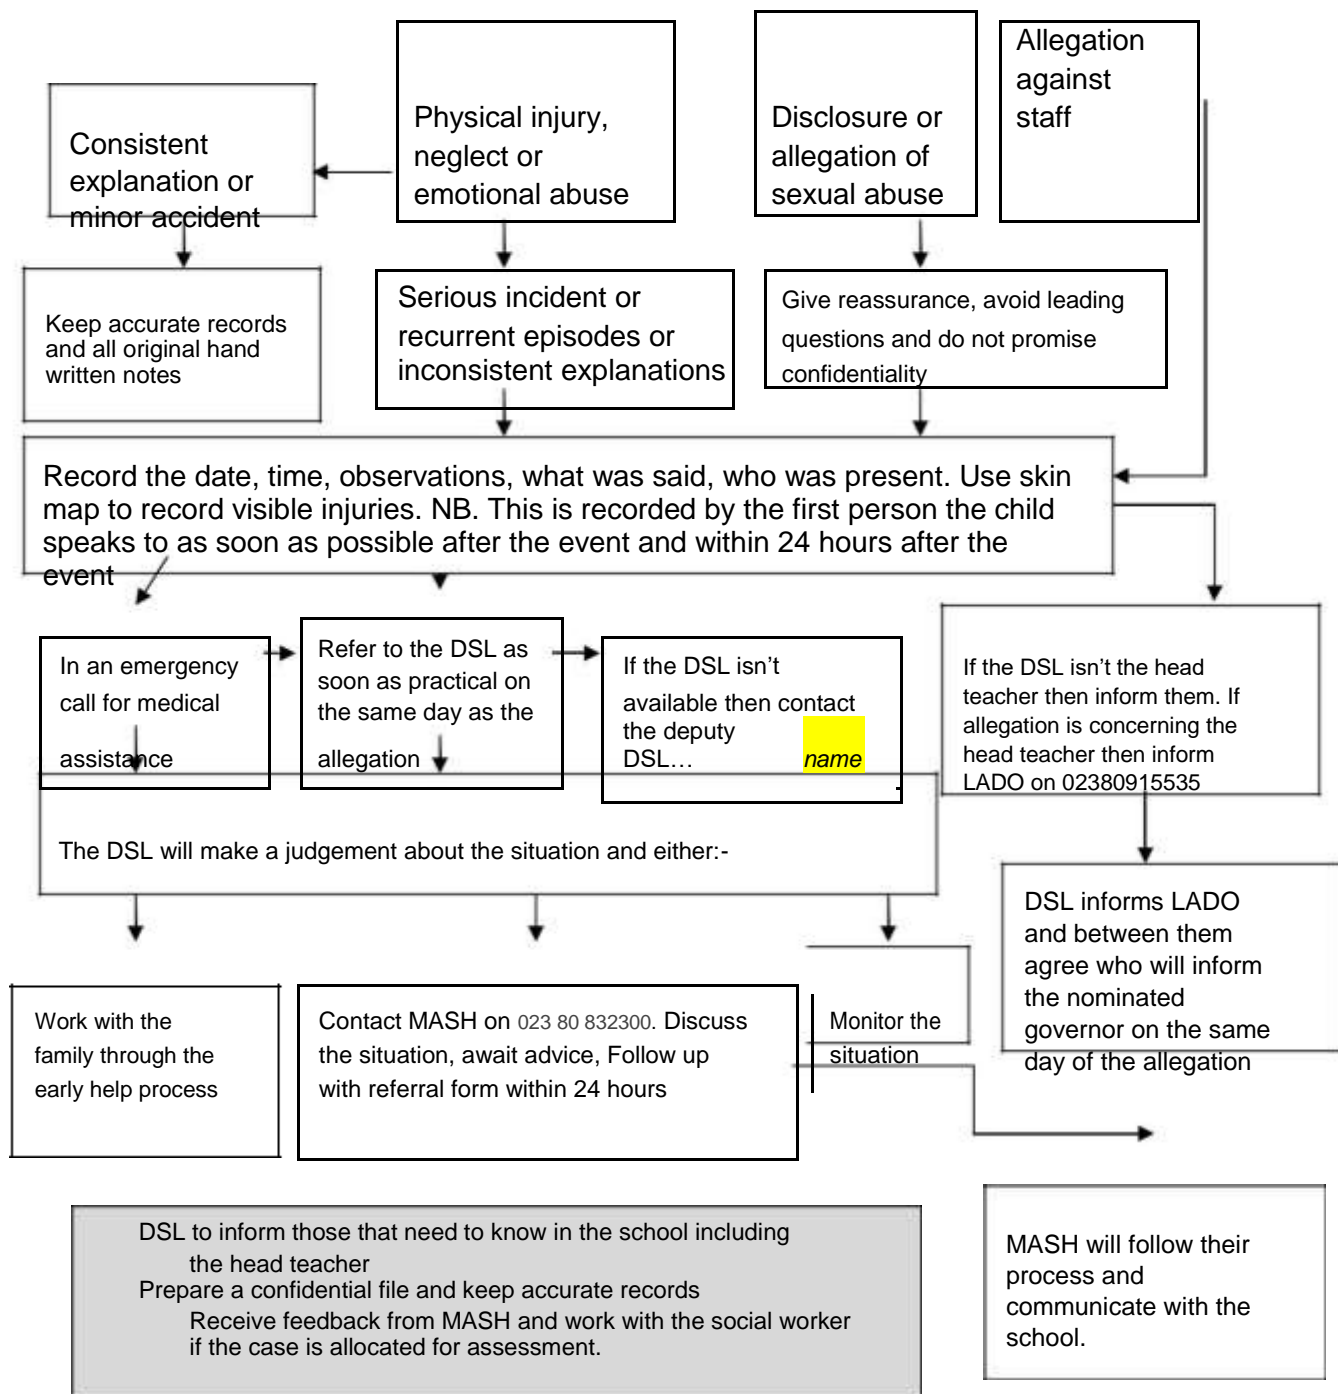 Allegation
against
staff
Physical injury,
neglect or
emotional abuse
Disclosure or
allegation of
sexual abuse
Consistent
explanation or
minor accident
Keep accurate records
and all original hand
written notes
Serious incident or
recurrent episodes or
inconsistent explanations
Give reassurance, avoid leading
questions and do not promise
confidentiality
Record the date, time, observations, what was said, who was present. Use skin
map to record visible injuries. NB. This is recorded by the first person the child
speaks to as soon as possible after the event and within 24 hours after the
event
In an emergency
call for medical
assistance
Refer to the DSL as
soon as practical on
the same day as the
allegation
If the DSL isn’t
available then contact
the deputy
DSL… name
If the DSL isn’t the head
teacher then inform them. If
allegation is concerning the
head teacher then inform
LADO on 02380915535
The DSL will make a judgement about the situation and either:-
DSL informs LADO
and between them
agree who will inform
the nominated
governor on the same
day of the allegation
Work with the
family through the
early help process
Contact MASH on 023 80 832300. Discuss
the situation, await advice, Follow up
with referral form within 24 hours
Monitor the
situation
DSL to inform those that need to know in the school including
the head teacher
Prepare a confidential file and keep accurate records
Receive feedback from MASH and work with the social worker
if the case is allocated for assessment.
MASH will follow their
process and
communicate with the
school.